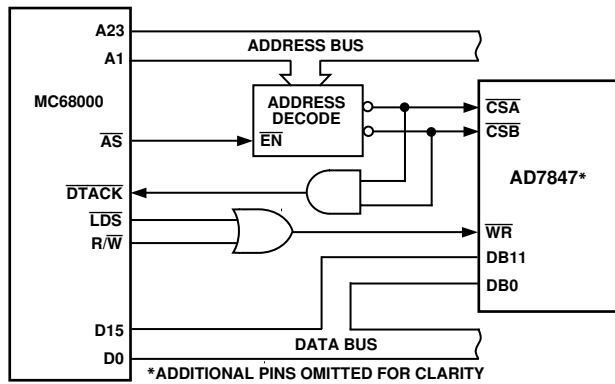 A23
ADDRESS BUS
A1
MC68000
ADDRESS
DECODE
CSA
AS
EN
CSB
AD7847*
DTACK
LDS
R/W
WR
DB11
DB0
D15
DATA BUS
D0
*ADDITIONAL PINS OMITTED FOR CLARITY